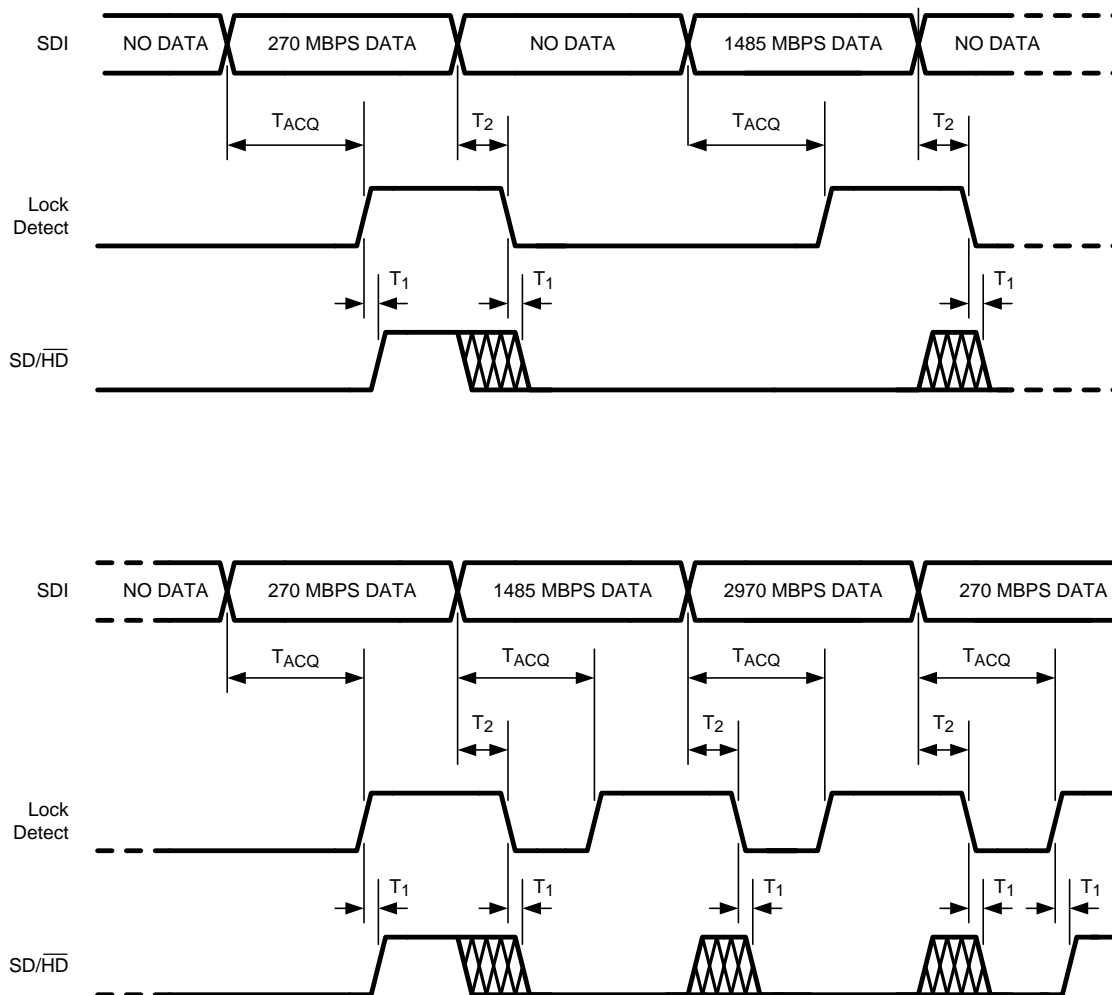 SDI
NO DATA
270 MBPS DATA
NO DATA
1485 MBPS DATA
NO DATA
TACQ
T2
TACQ
T2
Lock
Detect
T1
T1
T1
SD/HD
SDI
NO DATA
270 MBPS DATA
1485 MBPS DATA
2970 MBPS DATA
270 MBPS DATA
TACQ
TACQ
TACQ
TACQ
T2
T2
T2
Lock
Detect
T1
T1
T1
T1
T1
SD/HD